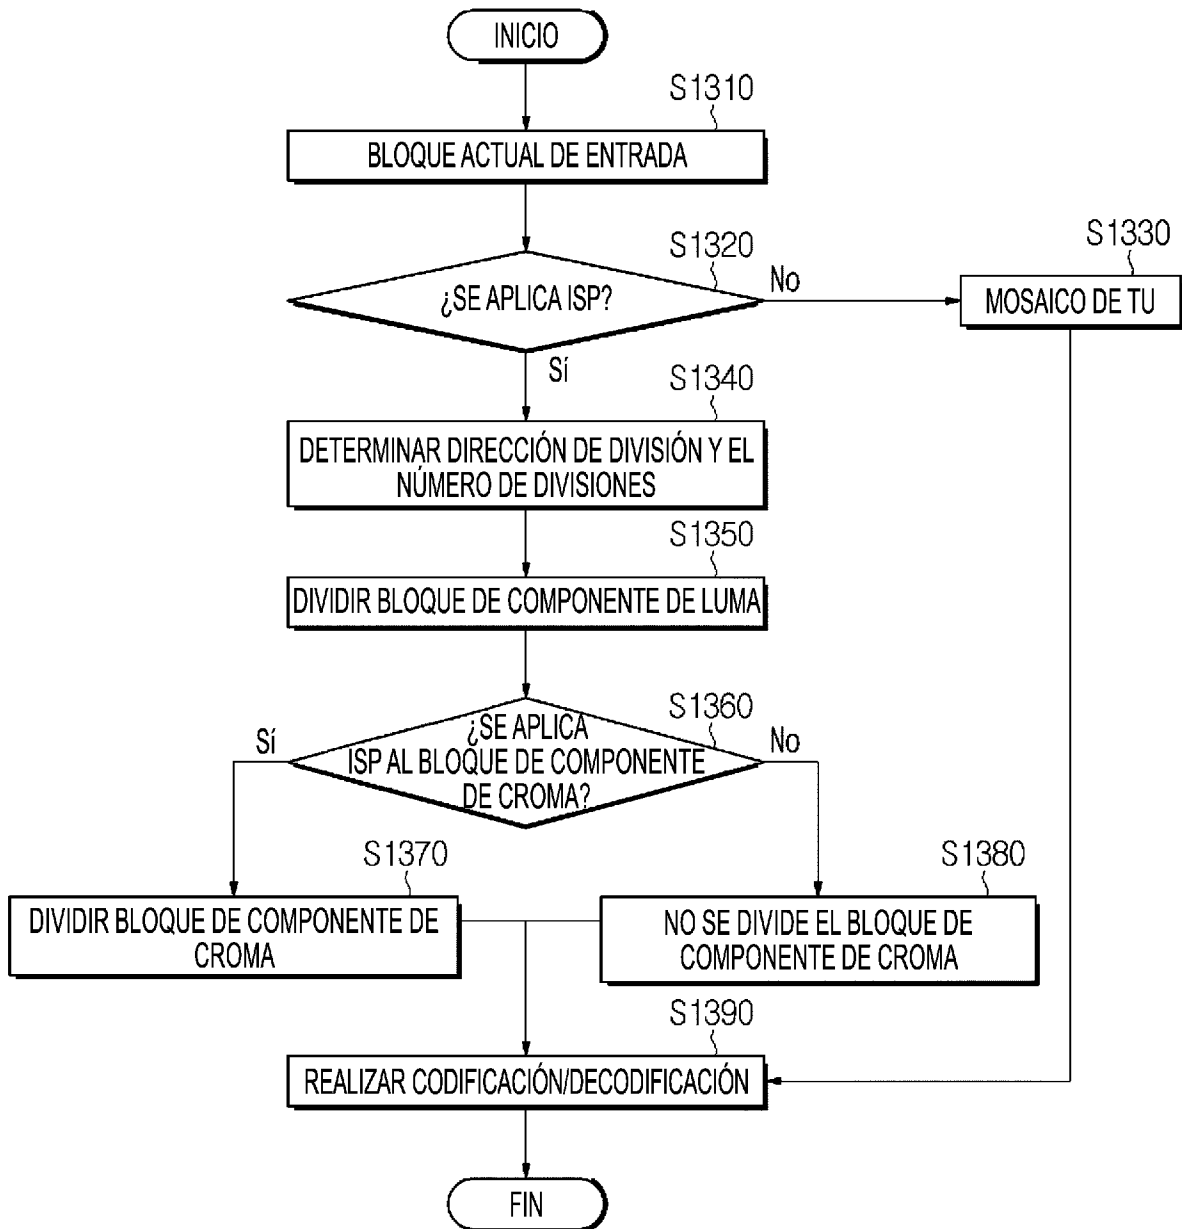 INICIO
S1310
BLOQUE ACTUAL DE ENTRADA
S1320
¿SE APLICA ISP?
No
S1330
MOSAICO DE TU
Sí
S1340
DETERMINAR DIRECCIÓN DE DIVISIÓN Y EL
NÚMERO DE DIVISIONES
S1350
DIVIDIR BLOQUE DE COMPONENTE DE LUMA
S1360
¿SE APLICA
ISP AL BLOQUE DE COMPONENTE
DE CROMA?
Sí
No
S1370
DIVIDIR BLOQUE DE COMPONENTE DE
CROMA
S1380
NO SE DIVIDE EL BLOQUE DE
COMPONENTE DE CROMA
S1390
REALIZAR CODIFICACIÓN/DECODIFICACIÓN
FIN